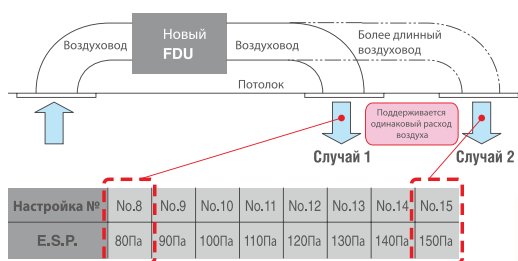 Воздуховод
Новый
FDU
Воздуховод
Более длинный
воздуховод
Потолок
Поддерживается
одинаковый расход
воздуха
Случай 1
Случай 2
Настройка № No.8 No.9 No.10 No.11 No.12 No.13 No.14 No.15
E.S.P. 80Па 90Па 100Па 110Па 120Па 130Па 140Па 150Па